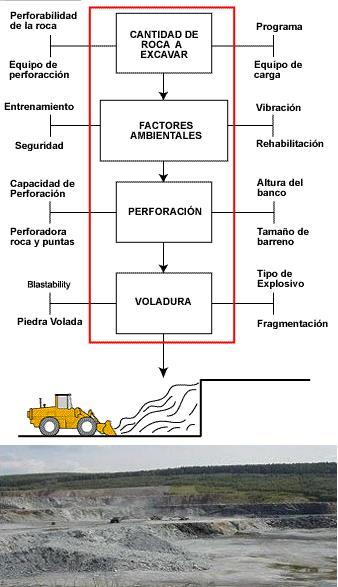 Perforabilidad
de la roca
Equipo de
perforacción
CANTIDAD DE
ROCA A
EXCAVAR
Programa
Equipo de
carga
Entrenamiento
Seguridad
FACTORES
AMBIENTALES
Vibración
Rehabilitación
Capacidad de
Perforación
Perforadora
roca y puntas
PERFORACIÓN
Altura del
banco
Tamaño de
barreno
Blastability
Piedra Volada
VOLADURA
Tipo de
Explosivo
Fragmentación